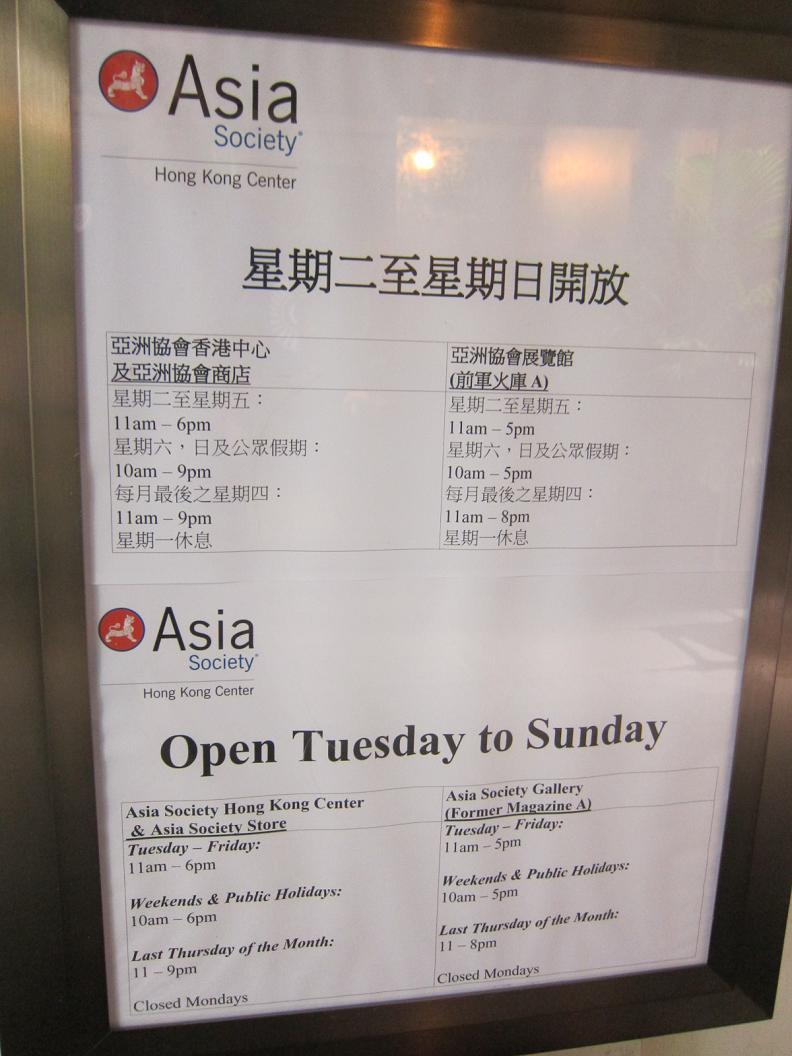 Asia
Society
Hong Kong Center
星期二至星期日開放
亞洲協會香港中心
及亞洲協會商店
星期二至星期五：
11am – 6pm
星期六，日及公眾假期：
10am – 9pm
每月最後之星期四：
11am – 9pm
星期一休息
亞洲協會展覽館
(前軍火庫 A)
星期二至星期五：
11am – 5pm
星期六，日及公眾假期：
10am – 5pm
每月最後之星期四：
11am – 8pm
星期一休息
Asia
Society
Hong Kong Center
Open Tuesday to Sunday
Asia Society Hong Kong Center
& Asia Society Store
Tuesday – Friday:
11am – 6pm
Weekends & Public Holidays:
10am – 6pm
Last Thursday of the Month:
11 – 9pm
Closed Mondays
Asia Society Gallery
(Former Magazine A)
Tuesday – Friday:
11am – 5pm
Weekends & Public Holidays:
10am – 5pm
Last Thursday of the Month:
11 – 8pm
Closed Mondays